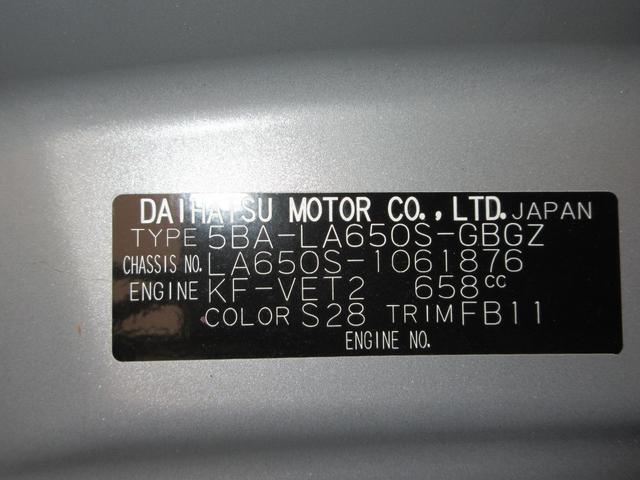 DAIHATSU MOTOR CO.,LTD. JAPAN
TYPE 5BA-LA650S-GBGZ
CHASSIS NO. LA650S-1061876
ENGINE KF-VET2 658cc
COLOR S28 TRIM FB11
ENGINE NO.